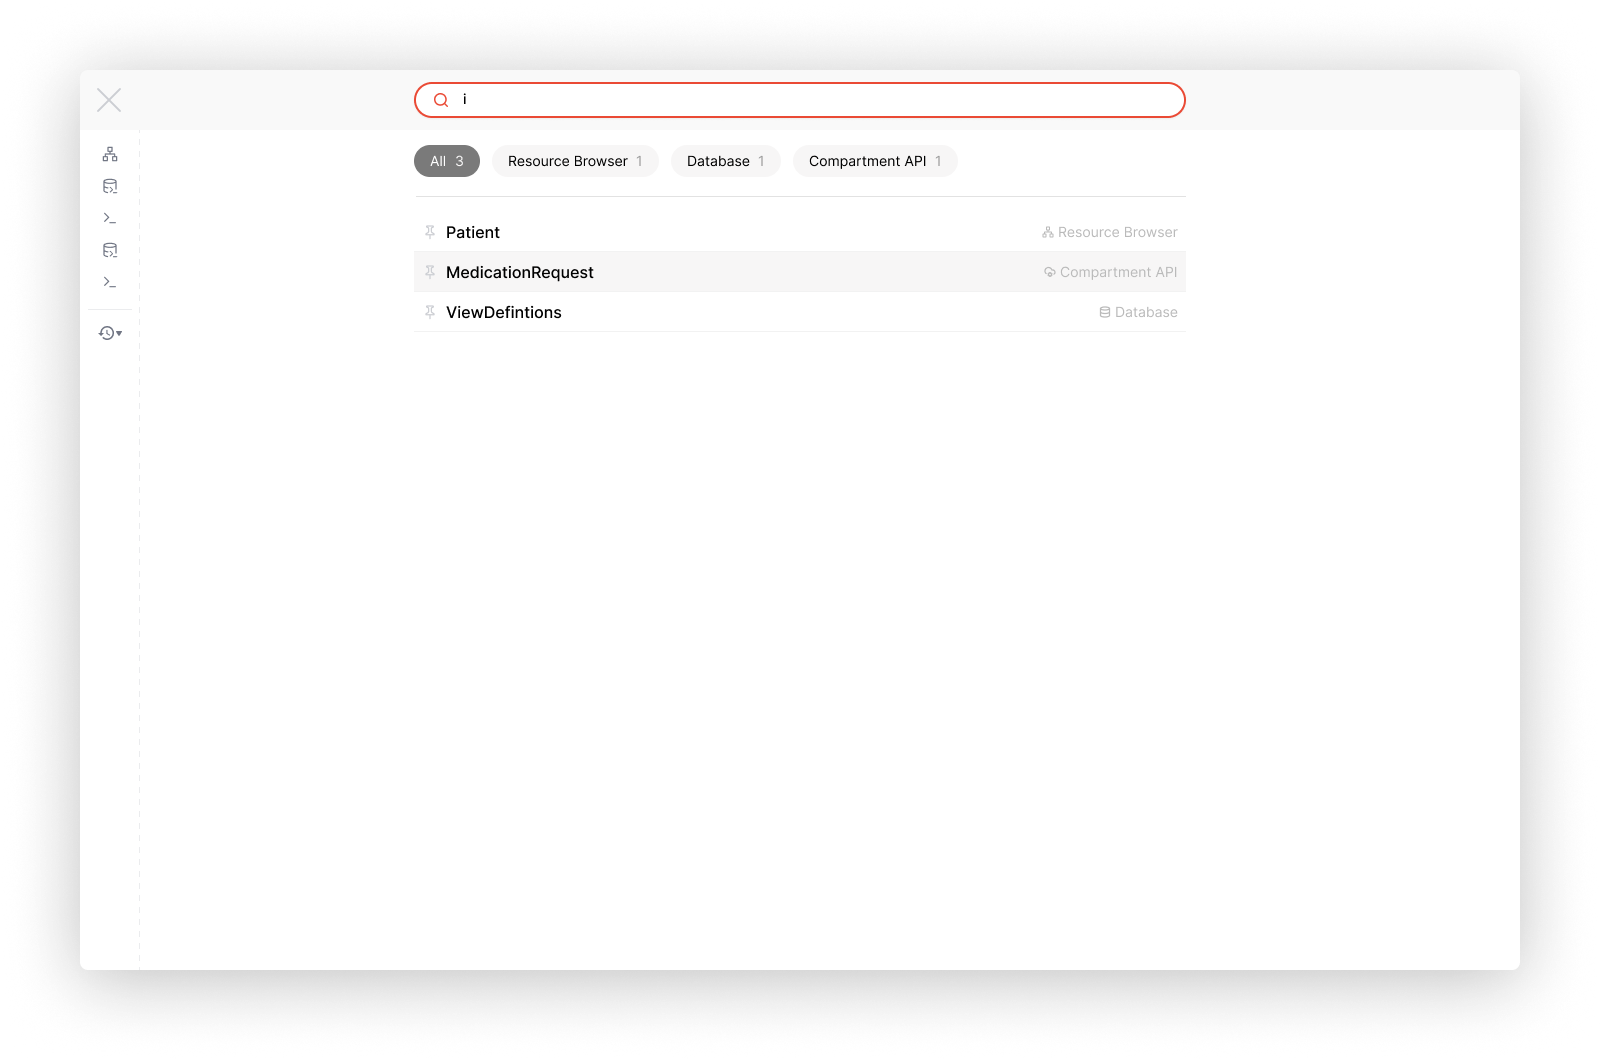 i
All 3 Resource Browser 1 Database 1 Compartment API 1
Patient Resource Browser
MedicationRequest Compartment API
ViewDefintions Database